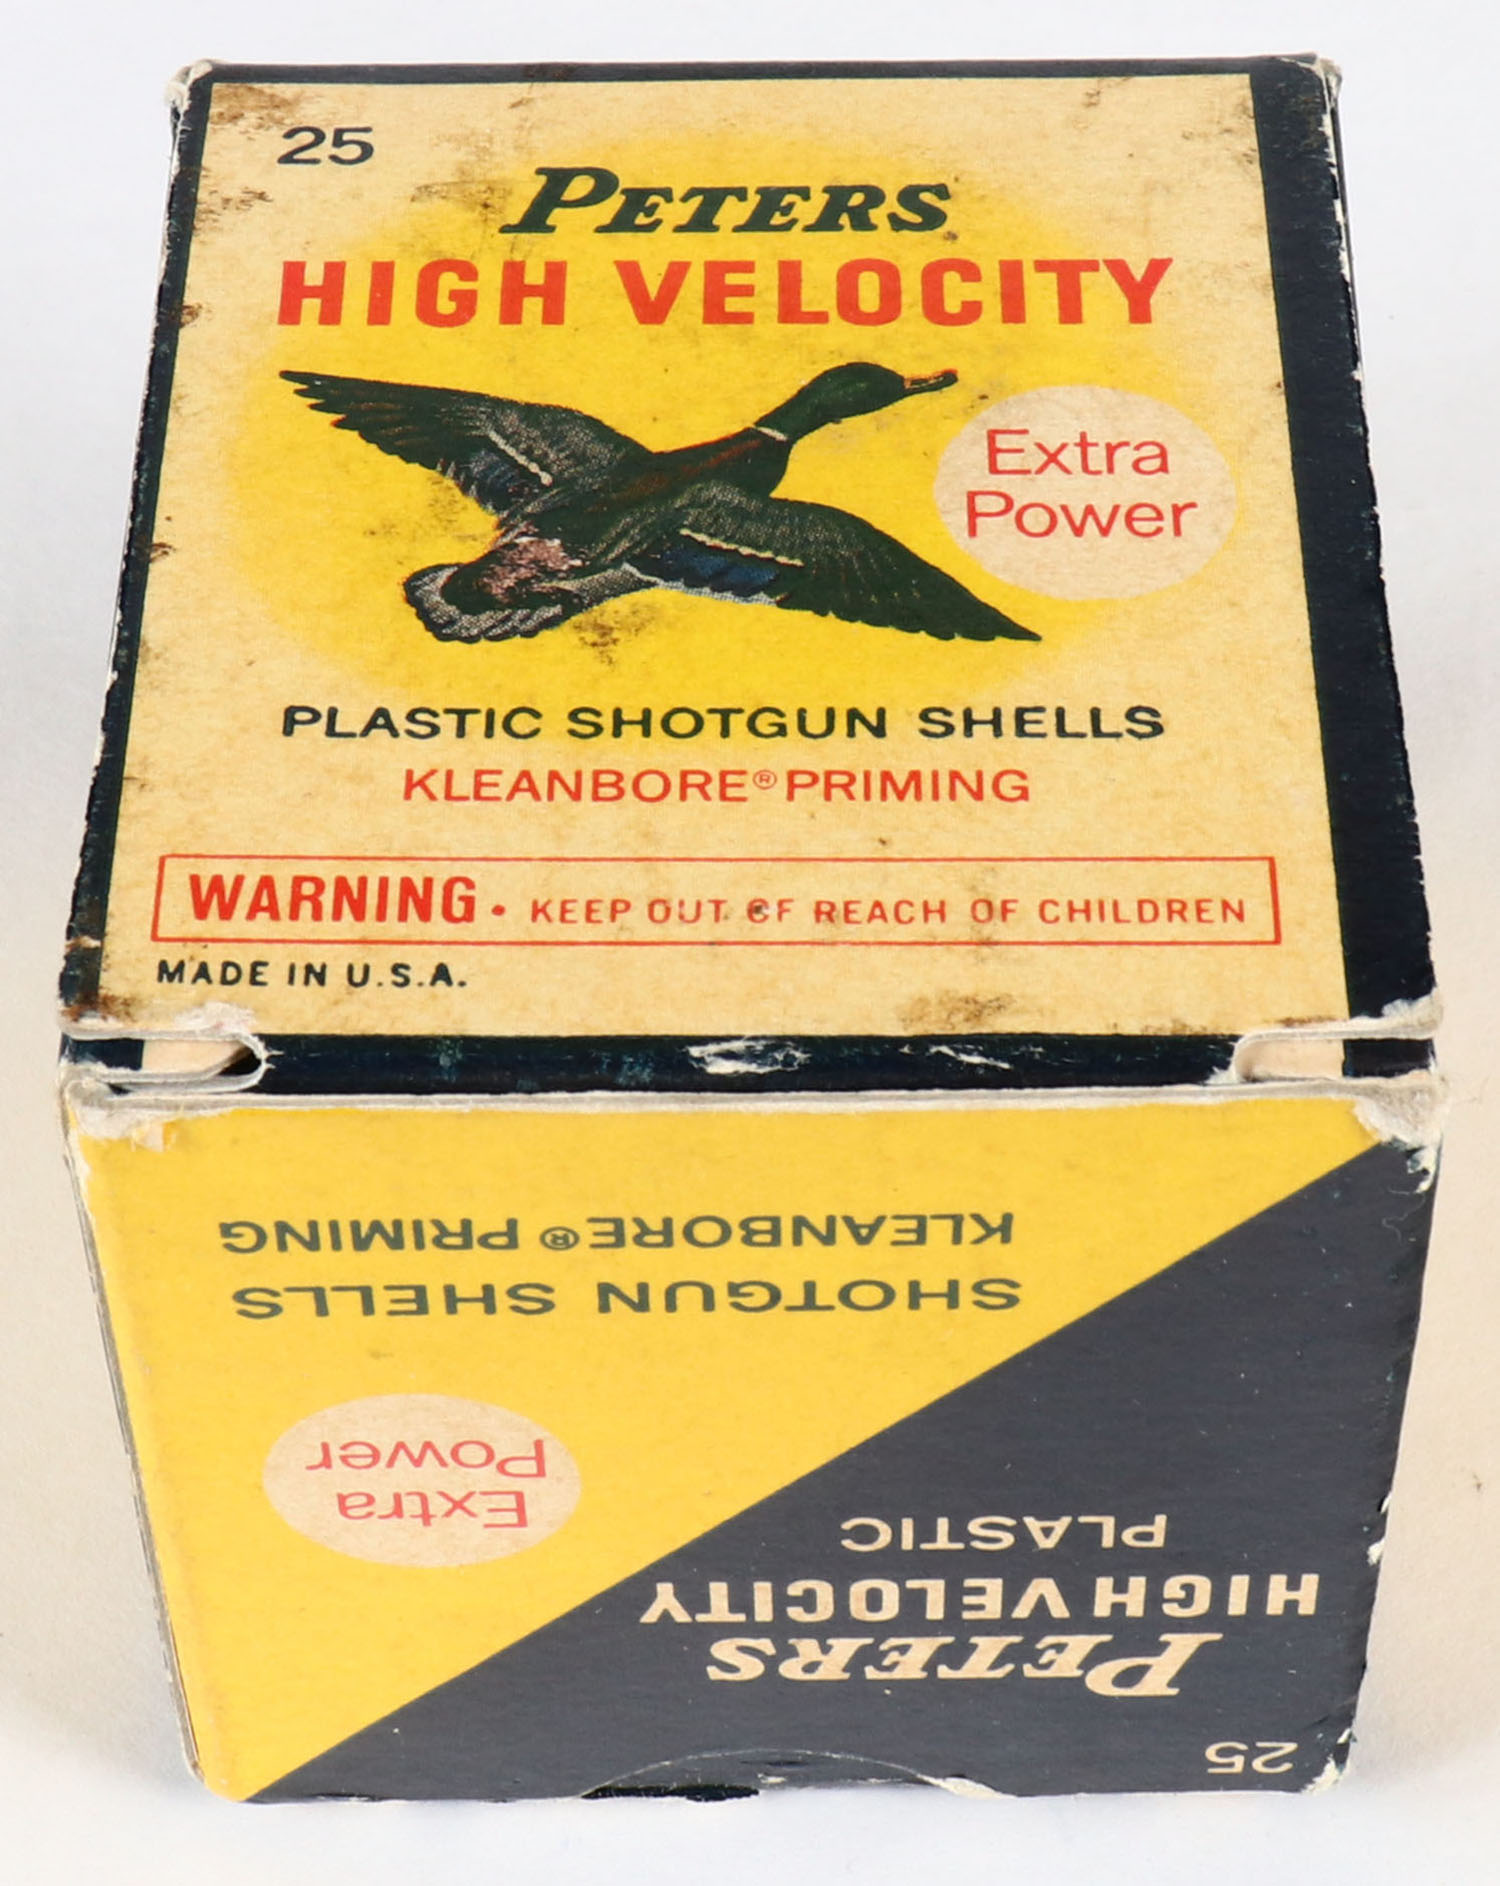 25
PETERS
HIGH VELOCITY
Extra
Power
PLASTIC SHOTGUN SHELLS
KLEANBORE® PRIMING
WARNING • KEEP OUT OF REACH OF CHILDREN
MADE IN U.S.A.
25
PETERS
HIGH VELOCITY
PLASTIC
Extra
Power
SHOTGUN SHELLS
KLEANBORE® PRIMING